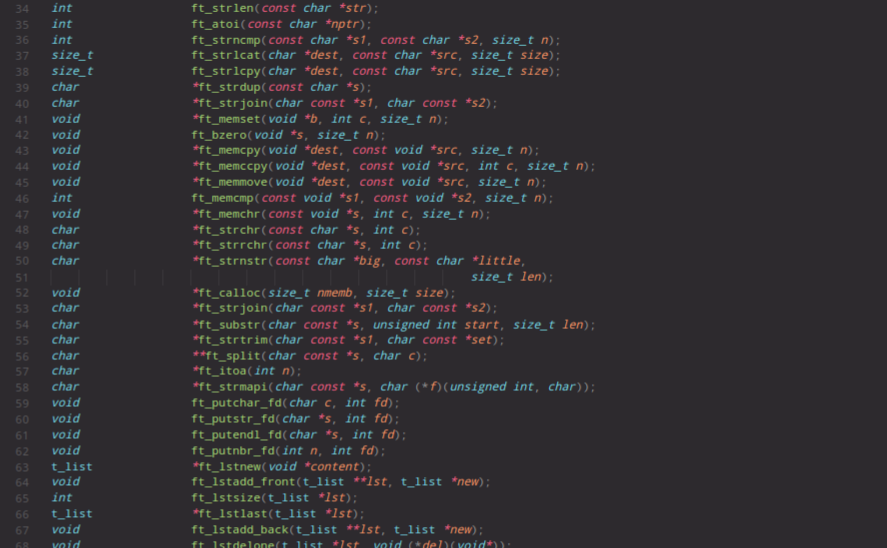 34 int ft_strlen(const char *str);
35 int ft_atoi(const char *nptr);
36 int ft_strncmp(const char *s1, const char *s2, size_t n);
37 size_t ft_strlcat(char *dest, const char *src, size_t size);
38 size_t ft_strlcpy(char *dest, const char *src, size_t size);
39 char *ft_strdup(const char *s);
40 char *ft_strjoin(char const *s1, char const *s2);
41 void *ft_memset(void *b, int c, size_t n);
42 void ft_bzero(void *s, size_t n);
43 void *ft_memcpy(void *dest, const void *src, size_t n);
44 void *ft_memccpy(void *dest, const void *src, int c, size_t n);
45 void *ft_memmove(void *dest, const void *src, size_t n);
46 int ft_memcmp(const void *s1, const void *s2, size_t n);
47 void *ft_memchr(const void *s, int c, size_t n);
48 char *ft_strchr(const char *s, int c);
49 char *ft_strrchr(const char *s, int c);
50 char *ft_strnstr(const char *big, const char *little,
51 size_t len);
52 void *ft_calloc(size_t nmemb, size_t size);
53 char *ft_strjoin(char const *s1, char const *s2);
54 char *ft_substr(char const *s, unsigned int start, size_t len);
55 char *ft_strtrim(char const *s1, char const *set);
56 char **ft_split(char const *s, char c);
57 char *ft_itoa(int n);
58 char *ft_strmapi(char const *s, char (*f)(unsigned int, char));
59 void ft_putchar_fd(char c, int fd);
60 void ft_putstr_fd(char *s, int fd);
61 void ft_putendl_fd(char *s, int fd);
62 void ft_putnbr_fd(int n, int fd);
63 t_list *ft_lstnew(void *content);
64 void ft_lstadd_front(t_list **lst, t_list *new);
65 int ft_lstsize(t_list *lst);
66 t_list *ft_lstlast(t_list *lst);
67 void ft_lstadd_back(t_list **lst, t_list *new);
68 void ft_lstdelone(t_list *lst, void (*del)(void*));